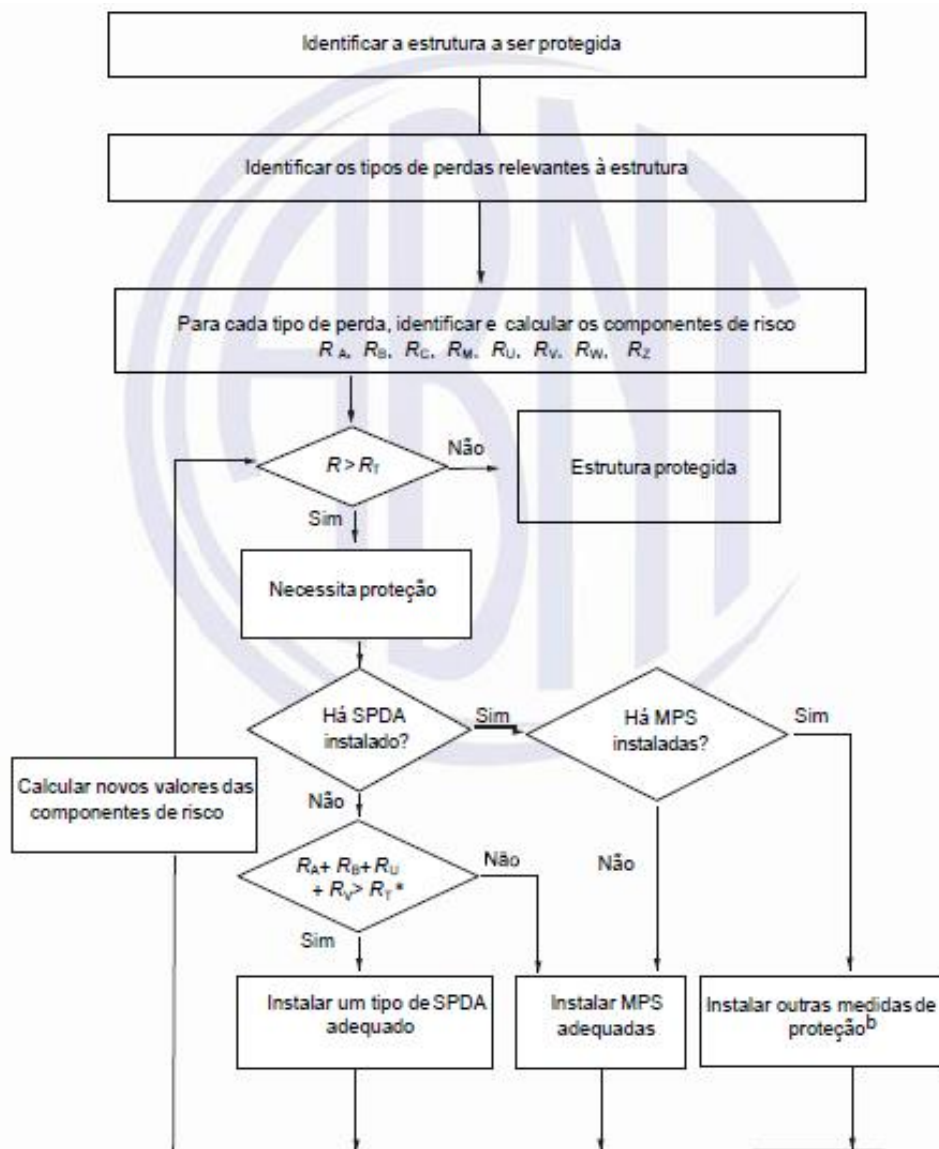 Identificar a estrutura a ser protegida
Identificar os tipos de perdas relevantes à estrutura
Para cada tipo de perda, identificar e calcular os componentes de risco
R A, RB, RC, RM, RU, RV, RW, RZ
R > RT
Não
Estrutura protegida
Sim
Necessita proteção
Há SPDA
instalado?
Sim
Há MPS
instaladas?
Sim
Calcular novos valores das
componentes de risco
Não
RA+ RB+ RU
+ RV> RT*
Não
Não
Sim
Instalar um tipo de SPDA
adequado
Instalar MPS
adequadas
Instalar outras medidas de
proteção b
ABNT